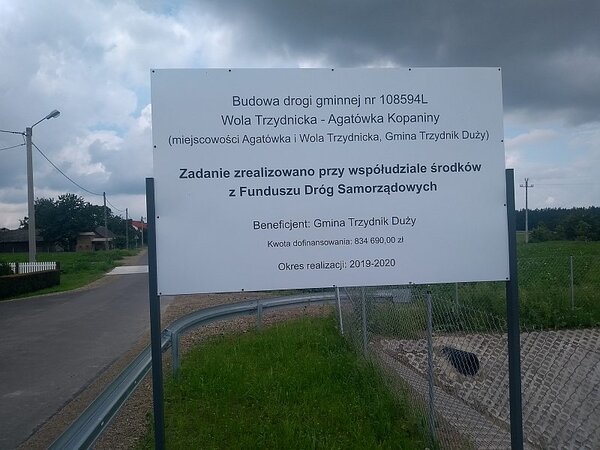 Budowa drogi gminnej nr 108594L
Wola Trzydnicka - Agatówka Kopaniny
(miejscowości Agatówka i Wola Trzydnicka, Gmina Trzydnik Duży)
Zadanie zrealizowano przy współudziale środków
z Funduszu Dróg Samorządowych
Beneficjent: Gmina Trzydnik Duży
Kwota dofinansowania: 834 690,00 zł
Okres realizacji: 2019-2020